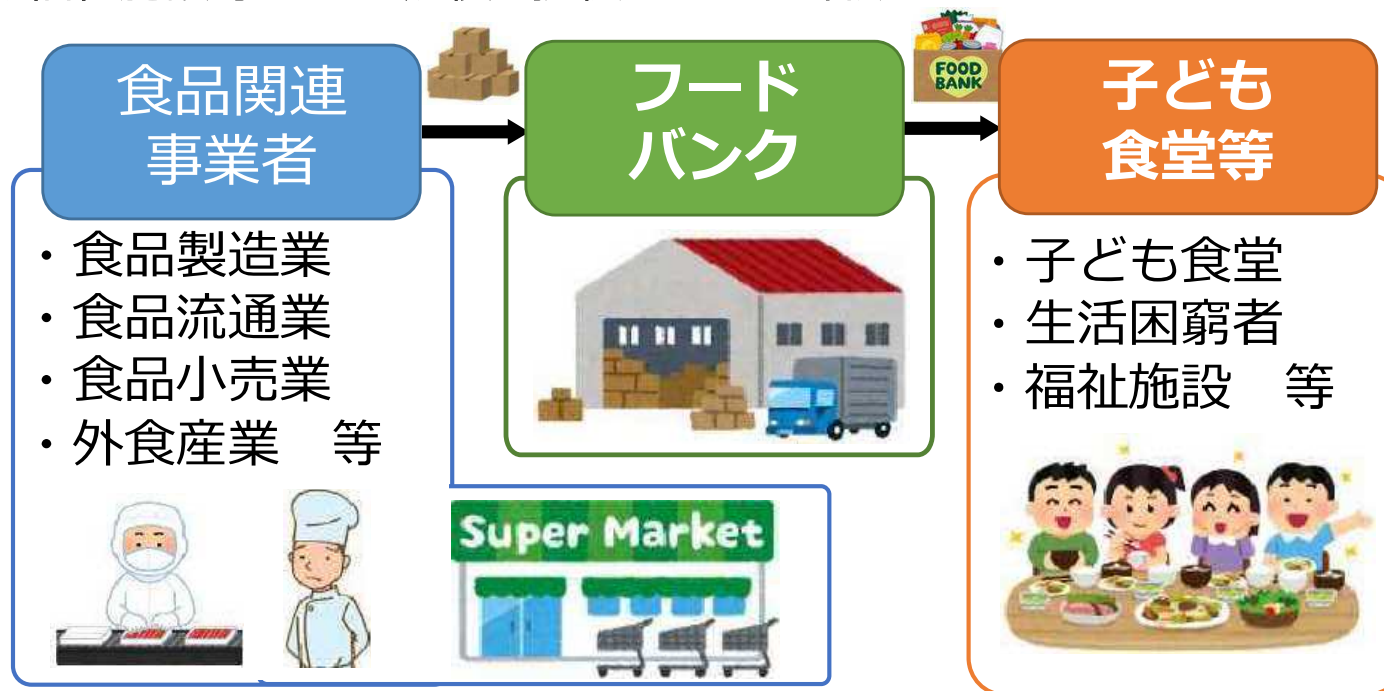 食品関連
事業者
・食品製造業
・食品流通業
・食品小売業
・外食産業　等
Super Market
フード
バンク
FOOD
BANK
子ども
食堂等
・子ども食堂
・生活困窮者
・福祉施設　等